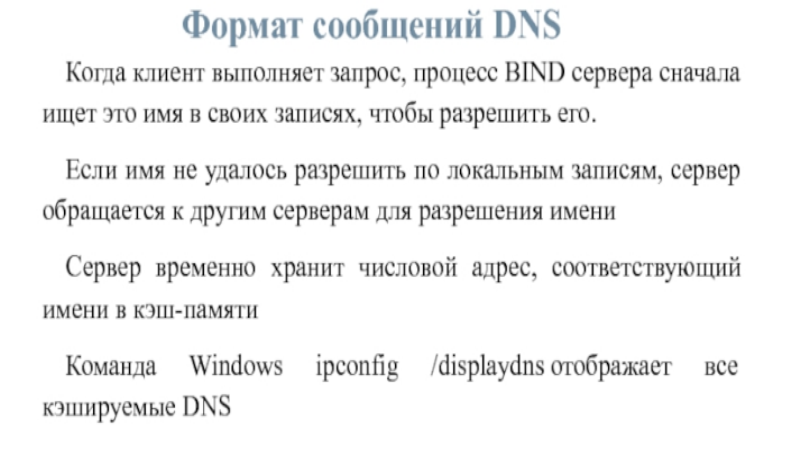 Формат сообщений DNS
Когда клиент выполняет запрос, процесс BIND сервера сначала
ищет это имя в своих записях, чтобы разрешить его.
Если имя не удалось разрешить по локальным записям, сервер
обращается к другим серверам для разрешения имени
Сервер временно хранит числовой адрес, соответствующий
имени в кэш-памяти
Команда Windows ipconfig /displaydns отображает все
кэшируемые DNS